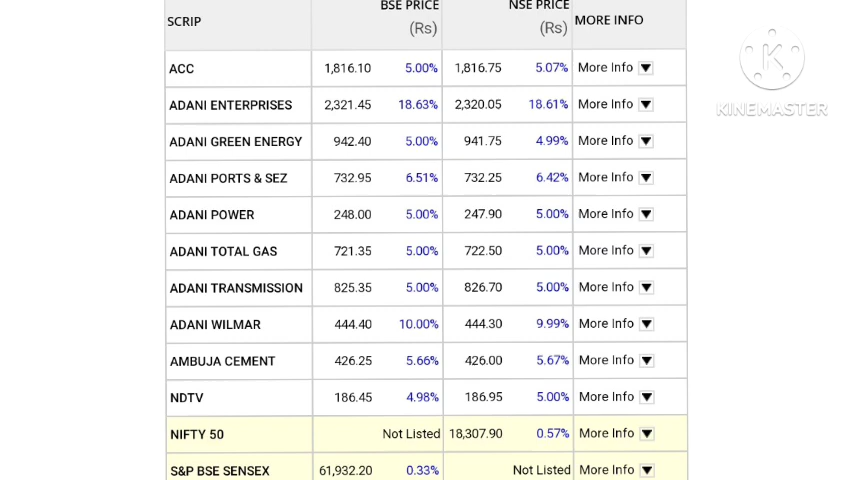 BSE PRICE NSE PRICE
SCRIP (Rs) (Rs) MORE INFO
ACC 1,816.10 5.00% 1,816.75 5.07% More Info
ADANI ENTERPRISES 2,321.45 18.63% 2,320.05 18.61% More Info
ADANI GREEN ENERGY 942.40 5.00% 941.75 4.99% More Info
ADANI PORTS & SEZ 732.95 6.51% 732.25 6.42% More Info
ADANI POWER 248.00 5.00% 247.90 5.00% More Info
ADANI TOTAL GAS 721.35 5.00% 722.50 5.00% More Info
ADANI TRANSMISSION 825.35 5.00% 826.70 5.00% More Info
ADANI WILMAR 444.40 10.00% 444.30 9.99% More Info
AMBUJA CEMENT 426.25 5.66% 426.00 5.67% More Info
NDTV 186.45 4.98% 186.95 5.00% More Info
NIFTY 50 Not Listed 18,307.90 0.57% More Info
S&P BSE SENSEX 61,932.20 0.33% Not Listed More Info
K
KINEMASTER